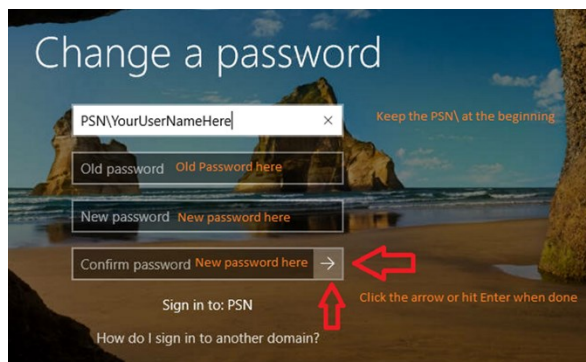 Change a password
PSN\YourUserNameHere
Keep the PSN\ at the beginning
Old password Old Password here
New password New password here
Confirm password New password here
Click the arrow or hit Enter when done
Sign in to: PSN
How do I sign in to another domain?